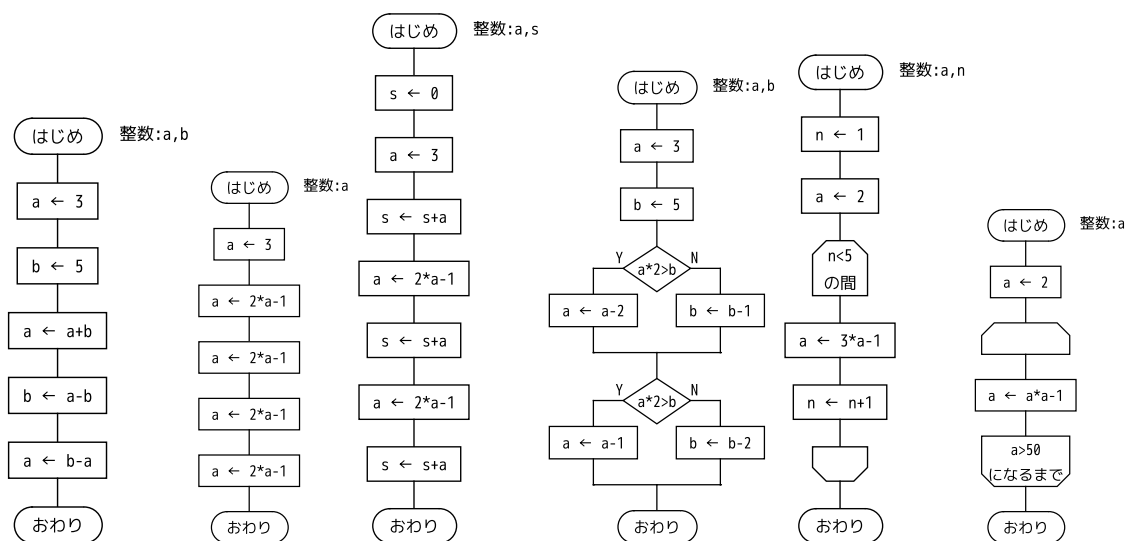 はじめ
整数:a,b
a ← 3
b ← 5
a ← a+b
b ← a-b
a ← b-a
おわり
はじめ
整数:a
a ← 3
a ← 2*a-1
a ← 2*a-1
a ← 2*a-1
a ← 2*a-1
おわり
はじめ
整数:a,s
s ← 0
a ← 3
s ← s+a
a ← 2*a-1
s ← s+a
a ← 2*a-1
s ← s+a
おわり
はじめ
整数:a,b
a ← 3
b ← 5
Y
N
a*2>b
a ← a-2
b ← b-1
Y
N
a*2>b
a ← a-1
b ← b-2
おわり
はじめ
整数:a,n
n ← 1
a ← 2
n<5
の間
a ← 3*a-1
n ← n+1
おわり
はじめ
整数:a
a ← 2
a ← a*a-1
a>50
になるまで
おわり